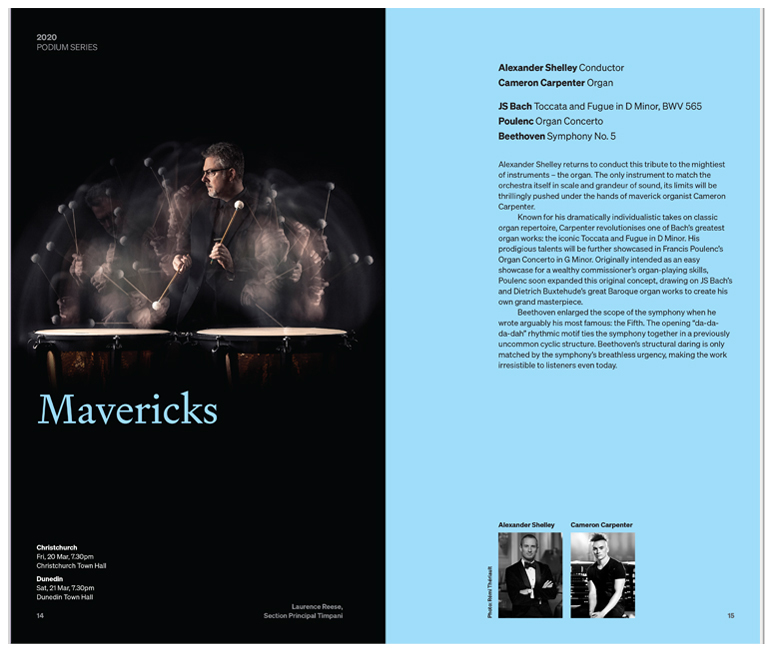 2020
PODIUM SERIES
Mavericks
Christchurch
Fri, 20 Mar, 7.30pm
Christchurch Town Hall
Dunedin
Sat, 21 Mar, 7.30pm
Dunedin Town Hall
14
Laurence Reese,
Section Principal Timpani
Alexander Shelley Conductor
Cameron Carpenter Organ
JS Bach Toccata and Fugue in D Minor, BWV 565
Poulenc Organ Concerto
Beethoven Symphony No. 5
Alexander Shelley returns to conduct this tribute to the mightiest
of instruments – the organ. The only instrument to match the
orchestra itself in scale and grandeur of sound, its limits will be
thrillingly pushed under the hands of maverick organist Cameron
Carpenter.
Known for his dramatically individualistic takes on classic
organ repertoire, Carpenter revolutionises one of Bach's greatest
organ works: the iconic Toccata and Fugue in D Minor. His
prodigious talents will be further showcased in Francis Poulenc's
Organ Concerto in G Minor. Originally intended as an easy
showcase for a wealthy commissioner's organ-playing skills,
Poulenc soon expanded this original concept, drawing on JS Bach's
and Dietrich Buxtehude's great Baroque organ works to create his
own grand masterpiece.
Beethoven enlarged the scope of the symphony when he
wrote arguably his most famous: the Fifth. The opening "da-da-
da-dah" rhythmic motif ties the symphony together in a previously
uncommon cyclic structure. Beethoven's structural daring is only
matched by the symphony's breathless urgency, making the work
irresistible to listeners even today.
Alexander Shelley
Cameron Carpenter
Photo: Rémi Thériault
15